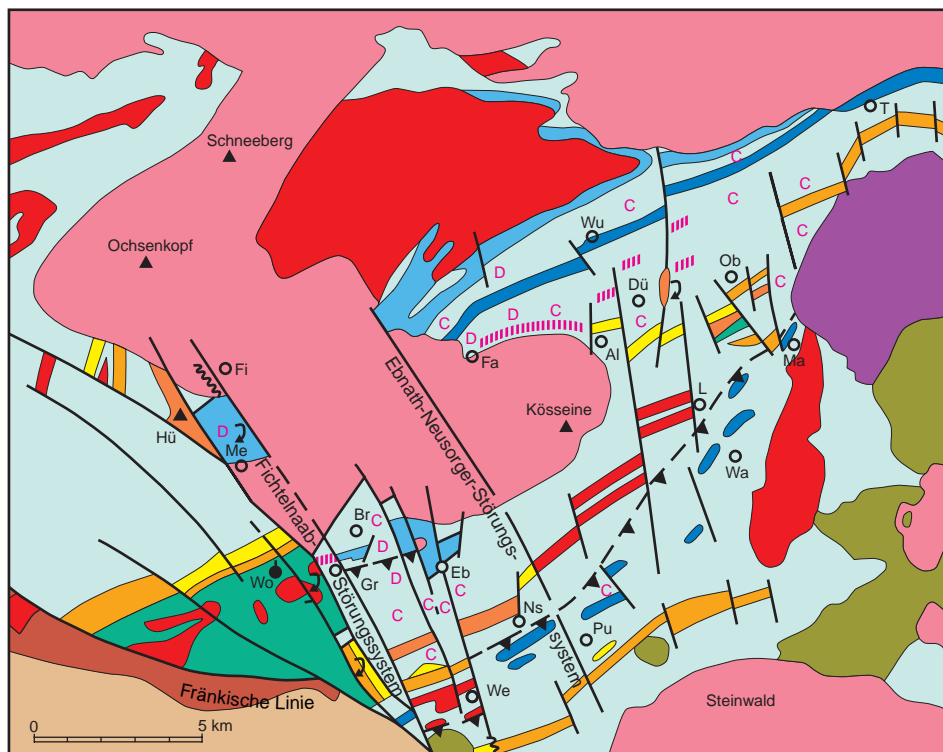 Schneeberg
T
C
C
C
C
Wu
C
Ochsenkopf
D
Ob
Dü
C
C
D
C
C
D
Fa
Al
Ma
Fi
Ebnath-Neusorger-Störungs-
system
Kösseine
L
Hü
D
Me
Wa
Fichtelnaab-
Störungssystem
Br
C
D
Gr
Eb
Wo
D
C
C
C
C
C
Ns
Pu
C
We
Fränkische Linie
Steinwald
0
5 km